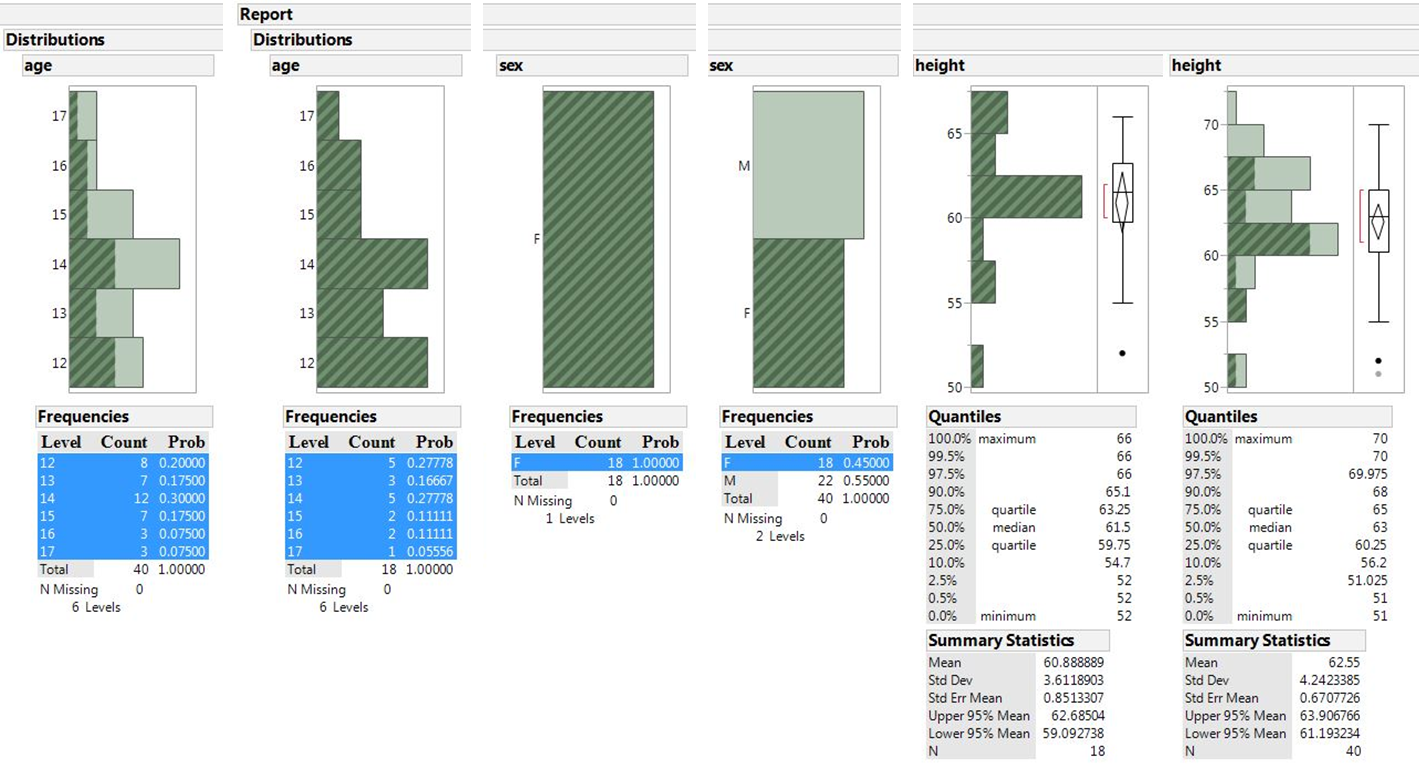 Report
Distributions
Distributions
age
age
sex
sex
height
height
17
16
15
14
13
12
17
16
15
14
13
12
F
M
F
65
60
55
50
70
65
60
55
50
Frequencies
Level Count Prob
12 8 0.20000
13 7 0.17500
14 12 0.30000
15 7 0.17500
16 3 0.07500
17 3 0.07500
Total 40 1.00000
N Missing 0
6 Levels
Frequencies
Level Count Prob
12 5 0.27778
13 3 0.16667
14 5 0.27778
15 2 0.11111
16 2 0.11111
17 1 0.05556
Total 18 1.00000
N Missing 0
6 Levels
Frequencies
Level Count Prob
F 18 1.00000
Total 18 1.00000
N Missing 0
1 Levels
Frequencies
Level Count Prob
F 18 0.45000
M 22 0.55000
Total 40 1.00000
N Missing 0
2 Levels
Quantiles
100.0% maximum 66
99.5% 66
97.5% 66
90.0% 65.1
75.0% quartile 63.25
50.0% median 61.5
25.0% quartile 59.75
10.0% 54.7
2.5% 52
0.5% 52
0.0% minimum 52
Summary Statistics
Mean 60.888889
Std Dev 3.6118903
Std Err Mean 0.8513307
Upper 95% Mean 62.68504
Lower 95% Mean 59.092738
N 18
Quantiles
100.0% maximum 70
99.5% 70
97.5% 69.975
90.0% 68
75.0% quartile 65
50.0% median 63
25.0% quartile 60.25
10.0% 56.2
2.5% 51.025
0.5% 51
0.0% minimum 51
Summary Statistics
Mean 62.55
Std Dev 4.2423385
Std Err Mean 0.6707726
Upper 95% Mean 63.906766
Lower 95% Mean 61.193234
N 40